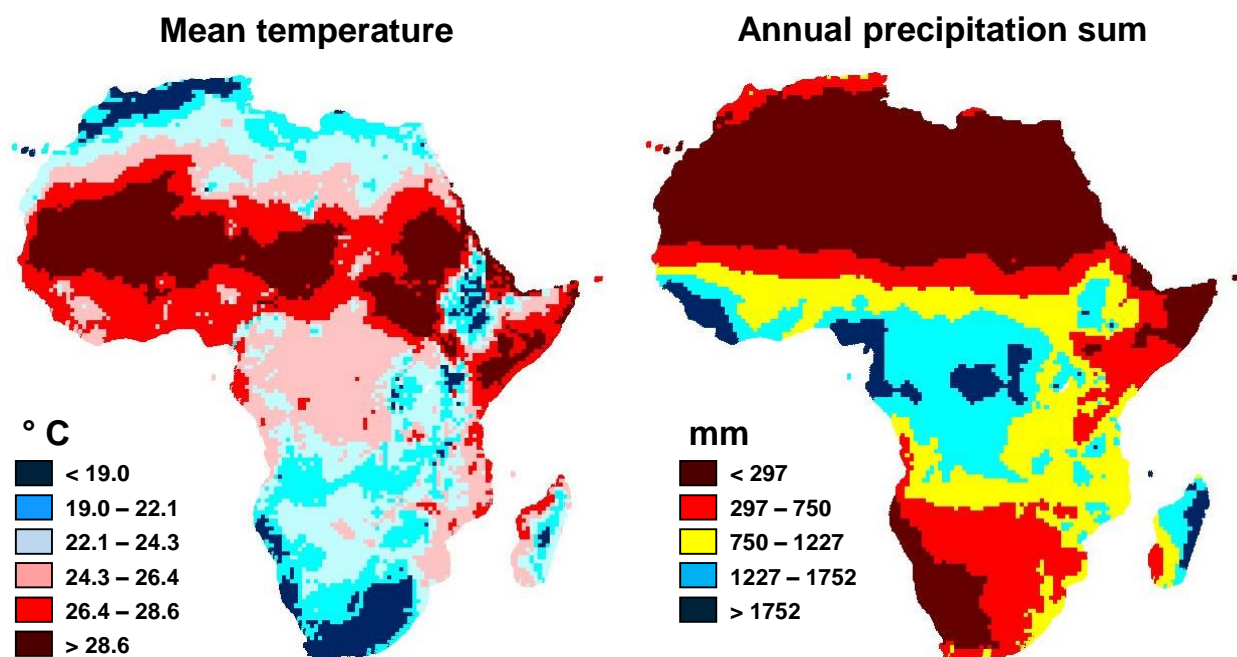 Mean temperature
Annual precipitation sum
° C
< 19.0
19.0 – 22.1
22.1 – 24.3
24.3 – 26.4
26.4 – 28.6
> 28.6
mm
< 297
297 – 750
750 – 1227
1227 – 1752
> 1752